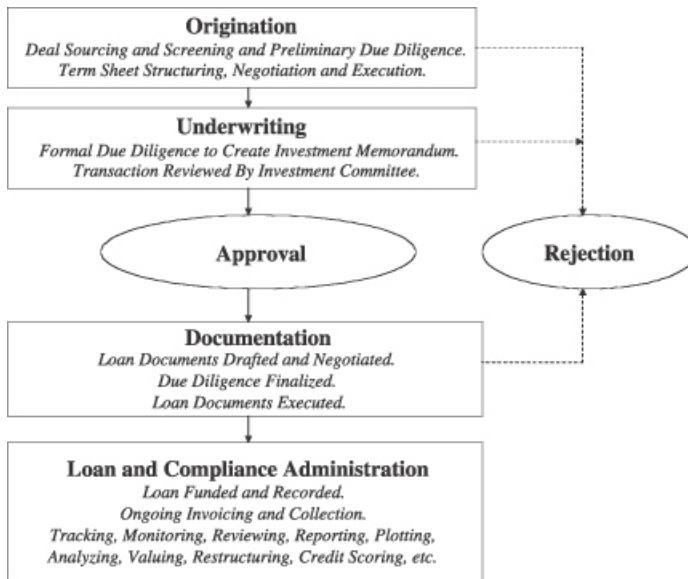 Origination
Deal Sourcing and Screening and Preliminary Due Diligence.
Term Sheet Structuring, Negotiation and Execution.
Underwriting
Formal Due Diligence to Create Investment Memorandum.
Transaction Reviewed By Investment Committee.
Approval
Rejection
Documentation
Loan Documents Drafted and Negotiated.
Due Diligence Finalized.
Loan Documents Executed.
Loan and Compliance Administration
Loan Funded and Recorded.
Ongoing Invoicing and Collection.
Tracking, Monitoring, Reviewing, Reporting, Plotting,
Analyzing, Valuing, Restructuring, Credit Scoring, etc.